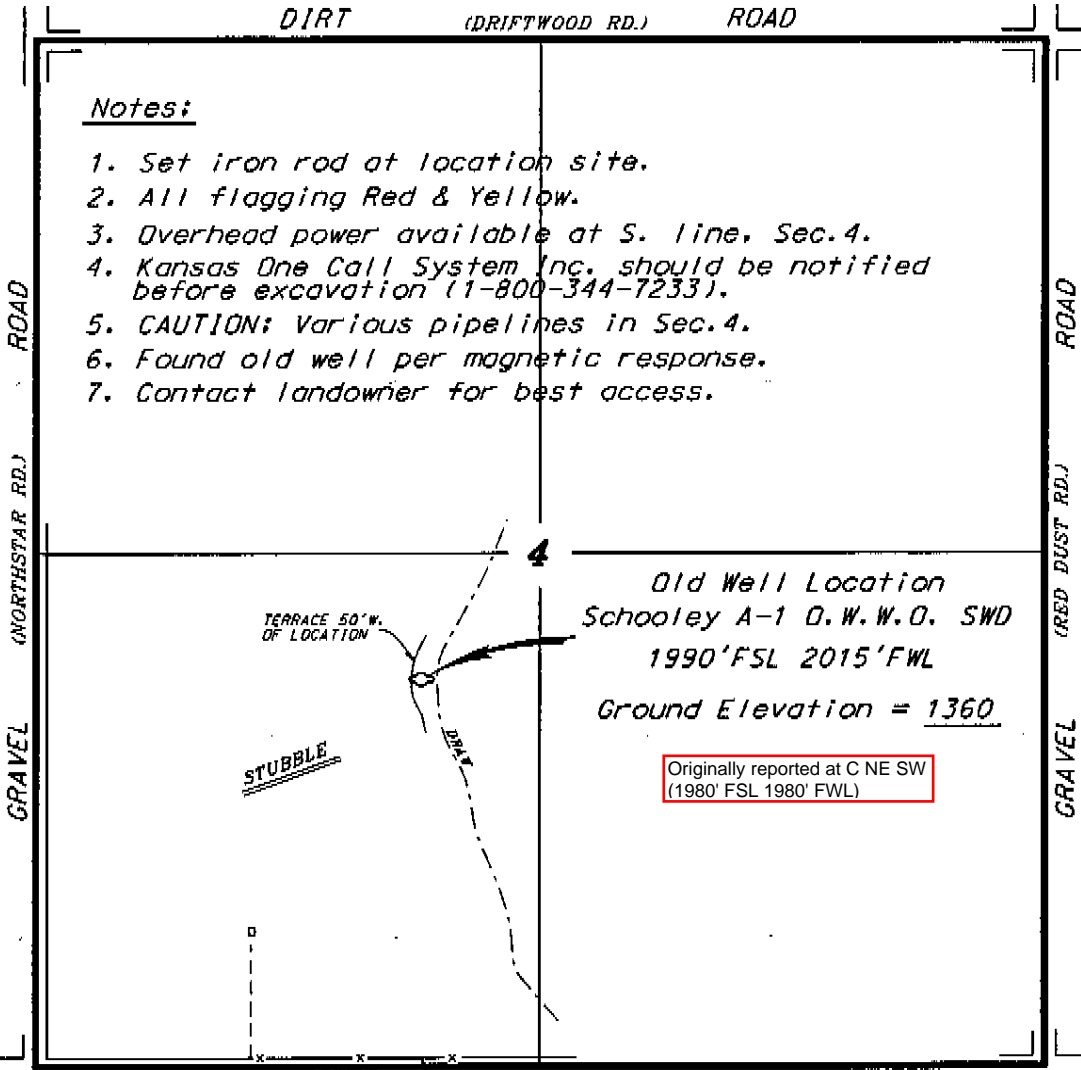 DIRT (DRIFTWOOD RD.) ROAD
Notes:
1. Set iron rod at location site.
2. All flagging Red & Yellow.
3. Overhead power available at S. line, Sec.4.
4. Kansas One Call System Inc. should be notified
before excavation (1-800-344-7233).
5. CAUTION: Various pipelines in Sec.4.
6. Found old well per magnetic response.
7. Contact landowner for best access.
GRAVEL (NORTHSTAR RD.) ROAD
GRAVEL (RED DUST RD.) ROAD
4
TERRACE 50'W.
OF LOCATION
Old Well Location
Schooley A-1 O.W.W.O. SWD
1990'FSL 2015'FWL
Ground Elevation = 1360
DRAW
STUBBLE
Originally reported at C NE SW
(1980' FSL 1980' FWL)